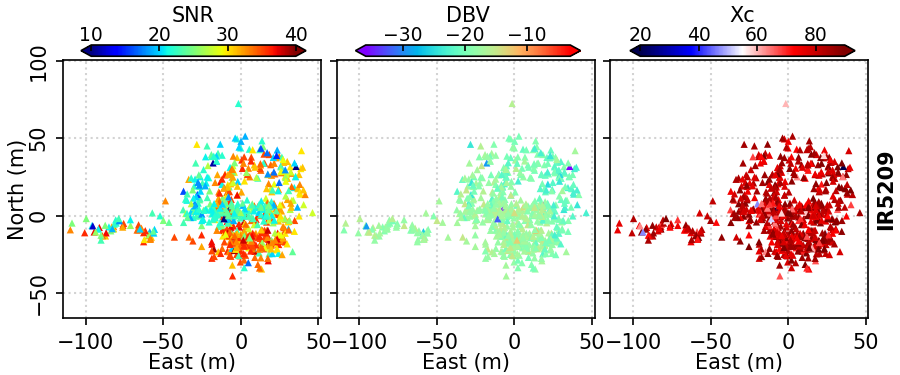 SNR DBV Xc
10 20 30 40 −30 −20 −10 20 40 60 80
100
50
0
−50
North (m)
IR5209
−100 −50 0 50 −100 −50 0 50 −100 −50 0 50
East (m) East (m) East (m)